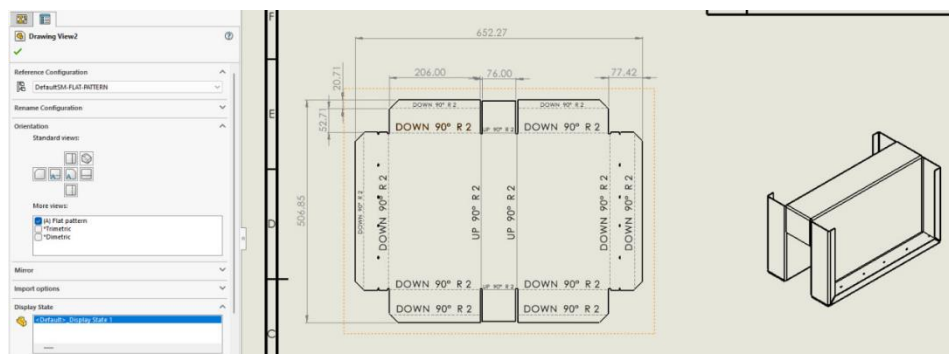 Drawing View2
Reference Configuration
DefaultSM-FLAT-PATTERN
Rename Configuration
Orientation
Standard views:
More views:
(A) Flat pattern
*Trimetric
*Dimetric
Mirror
Import options
Display State
<Default>_Display State 1
F
E
D
C
652.27
206.00
76.00
77.42
20.71
52.71
506.85
DOWN 90° R 2
DOWN 90° R 2
DOWN 90° R 2
UP 90° R 2
DOWN 90° R 2
DOWN 90° R 2
DOWN 90° R 2
UP 90° R 2
UP 90° R 2
DOWN 90° R 2
DOWN 90° R 2
DOWN 90° R 2
UP 90° R 2
DOWN 90° R 2
DOWN 90° R 2
DOWN 90° R 2